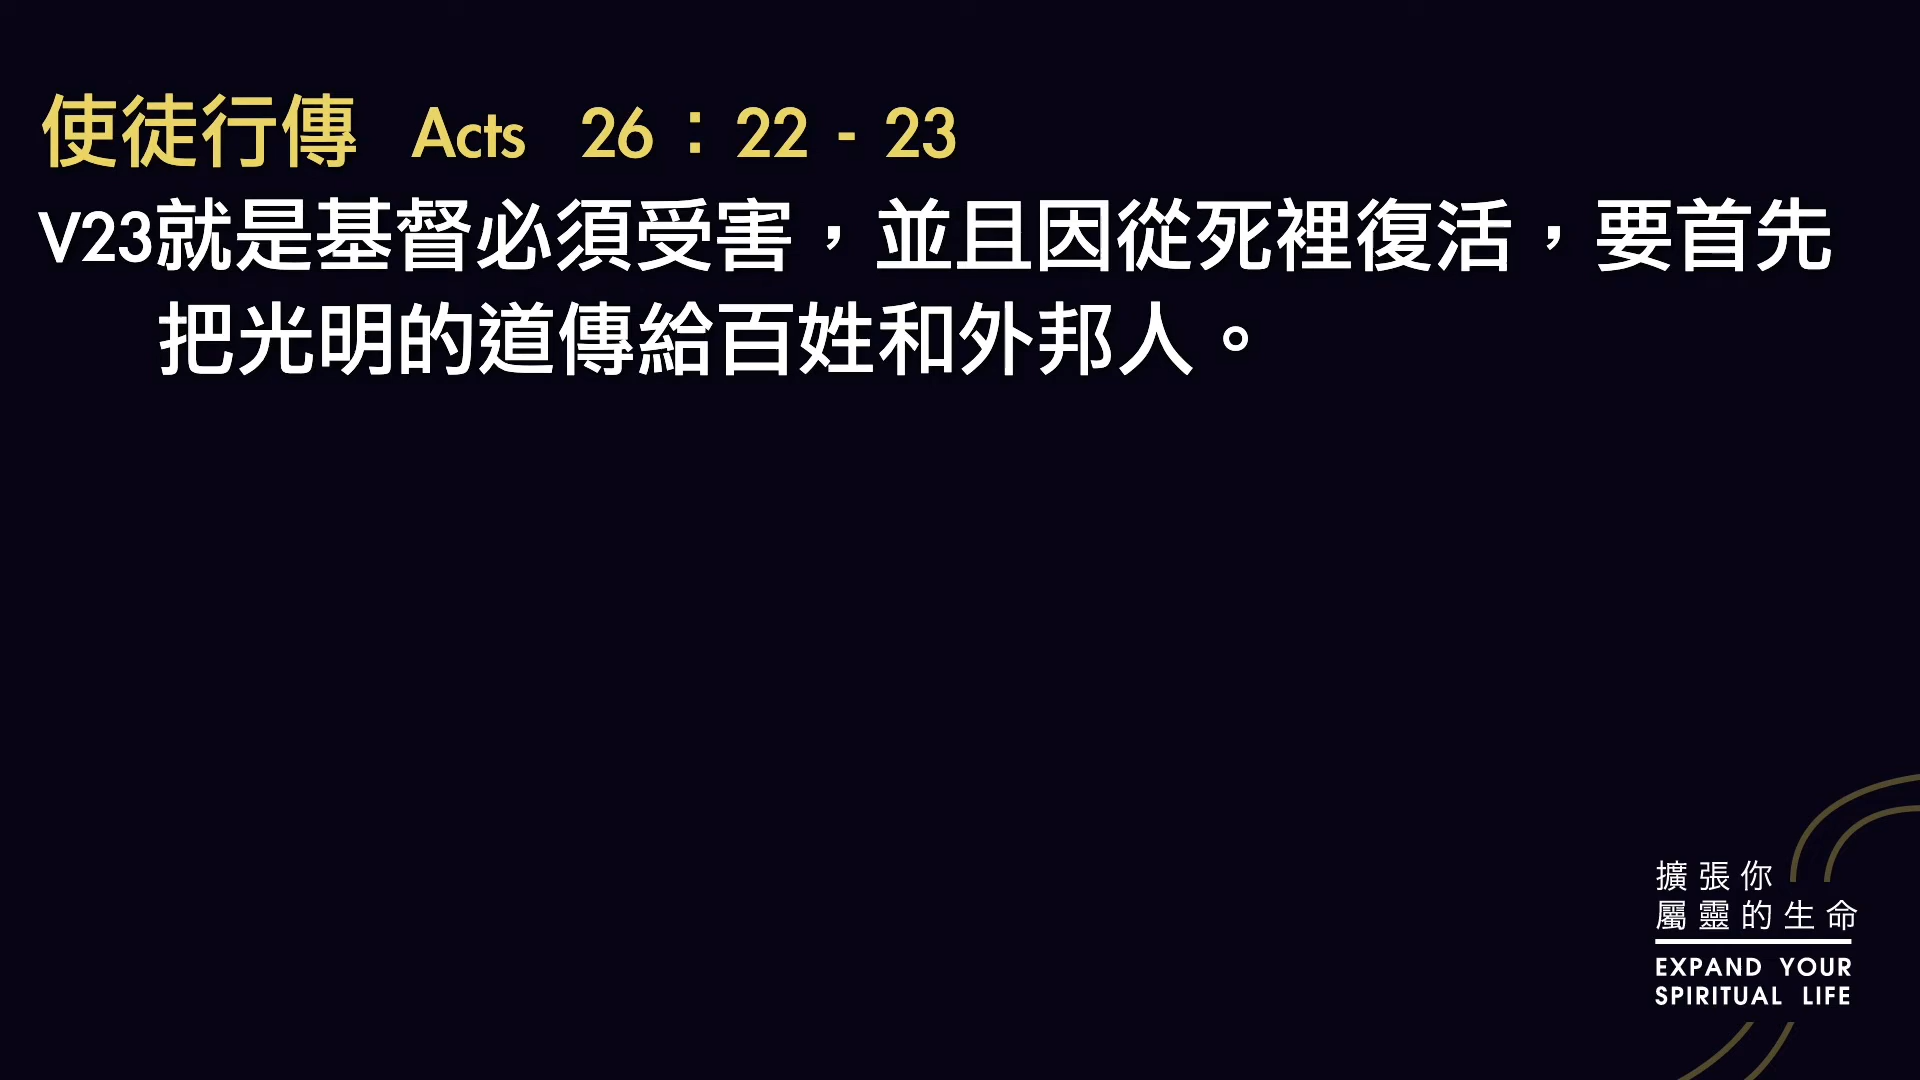 使徒行傳 Acts 26：22 - 23
V23就是基督必須受害，並且因從死裡復活，要首先
把光明的道傳給百姓和外邦人。
擴張你
屬靈的生命
EXPAND YOUR
SPIRITUAL LIFE